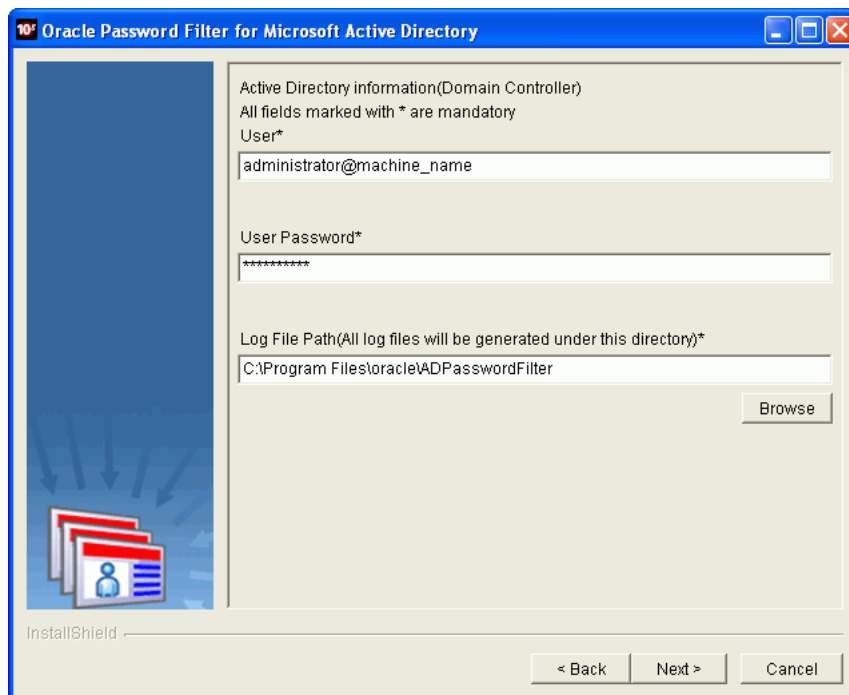 10g Oracle Password Filter for Microsoft Active Directory
Active Directory information(Domain Controller)
All fields marked with * are mandatory
User*
administrator@machine_name
User Password*
**********
Log File Path(All log files will be generated under this directory)*
C:\Program Files\oracle\ADPasswordFilter
Browse
InstallShield
< Back
Next >
Cancel